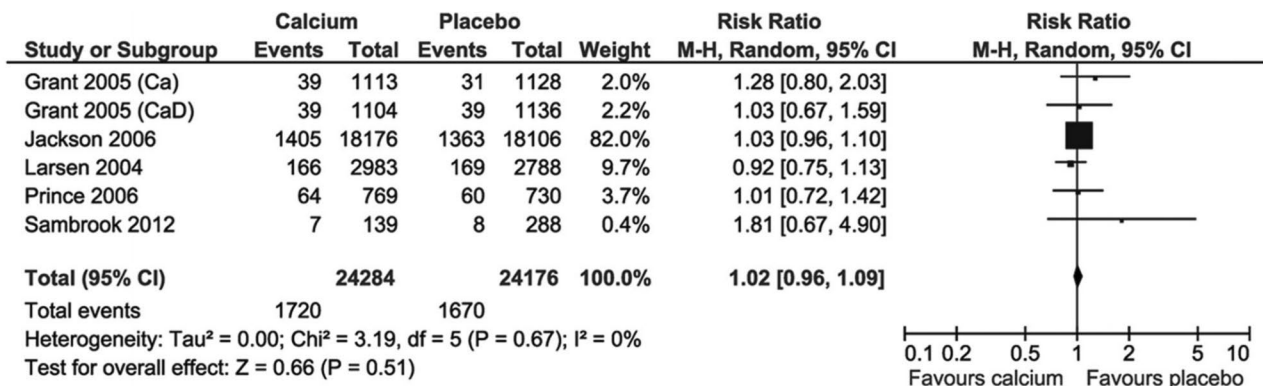 Calcium Placebo Risk Ratio Risk Ratio
Study or Subgroup Events Total Events Total Weight M-H, Random, 95% CI M-H, Random, 95% CI
Grant 2005 (Ca) 39 1113 31 1128 2.0% 1.28 [0.80, 2.03]
Grant 2005 (CaD) 39 1104 39 1136 2.2% 1.03 [0.67, 1.59]
Jackson 2006 1405 18176 1363 18106 82.0% 1.03 [0.96, 1.10]
Larsen 2004 166 2983 169 2788 9.7% 0.92 [0.75, 1.13]
Prince 2006 64 769 60 730 3.7% 1.01 [0.72, 1.42]
Sambrook 2012 7 139 8 288 0.4% 1.81 [0.67, 4.90]
Total (95% CI) 24284 24176 100.0% 1.02 [0.96, 1.09]
Total events 1720 1670
Heterogeneity: Tau² = 0.00; Chi² = 3.19, df = 5 (P = 0.67); I² = 0%
Test for overall effect: Z = 0.66 (P = 0.51)
0.1 0.2 0.5 1 2 5 10
Favours calcium Favours placebo